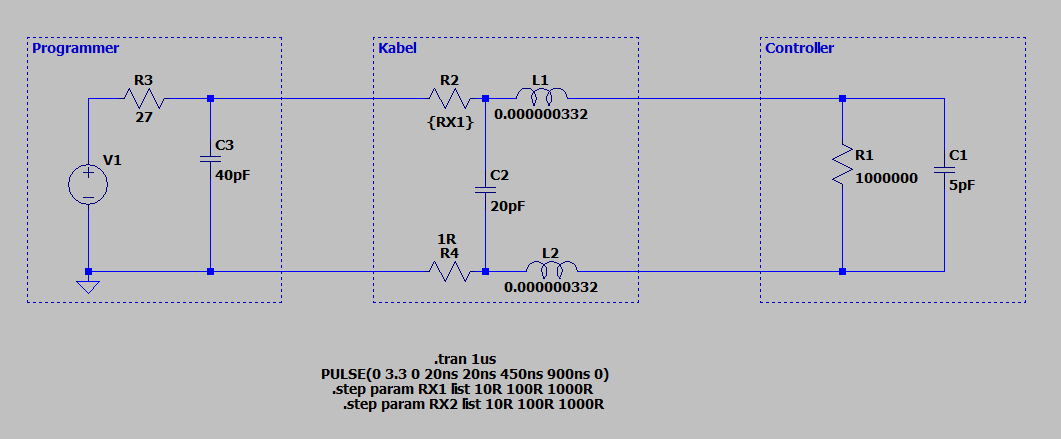 Programmer
Kabel
Controller
R3
27
V1
C3
40pF
R2
{RX1}
L1
0.000000332
C2
20pF
1R
R4
L2
0.000000332
R1
1000000
C1
5pF
.tran 1us
PULSE(0 3.3 0 20ns 20ns 450ns 900ns 0)
.step param RX1 list 10R 100R 1000R
.step param RX2 list 10R 100R 1000R